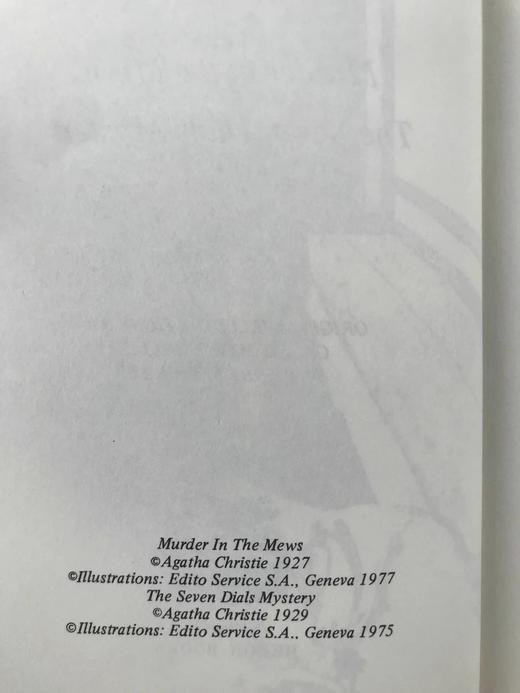 Murder In The Mews
©Agatha Christie 1927
©Illustrations: Edito Service S.A., Geneva 1977
The Seven Dials Mystery
©Agatha Christie 1929
©Illustrations: Edito Service S.A., Geneva 1975